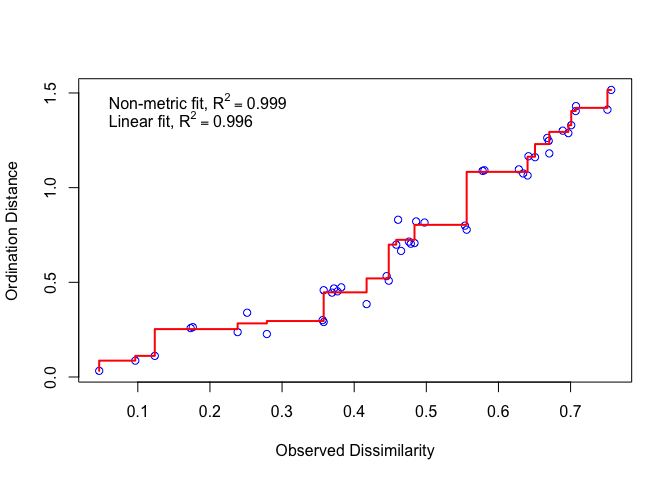 Non-metric fit, R² = 0.999
Linear fit, R² = 0.996
1.5
1.0
0.5
0.0
Ordination Distance
0.1 0.2 0.3 0.4 0.5 0.6 0.7
Observed Dissimilarity